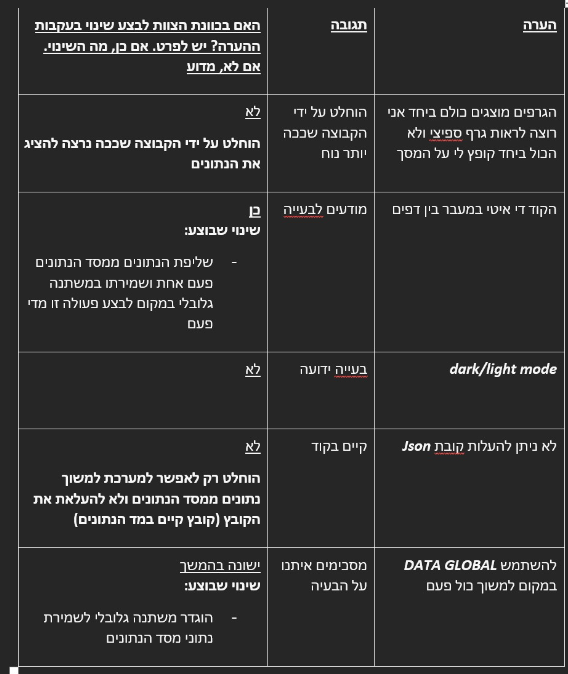 הערה
תגובה
האם בכוונת הצוות לבצע שינוי בעקבות
ההערה? יש לפרט. אם כן, מה השינוי.
אם לא, מדוע
הגרפים מוצגים כולם ביחד אני
רוצה לראות גרף ספיצי ולא
הכול ביחד קופץ לי על המסך
הוחלט על ידי
הקבוצה שככה
יותר נוח
לא
הוחלט על ידי הקבוצה שככה נרצה להציג
את הנתונים
הקוד די איטי במעבר בין דפים
מודעים לבעייה
כן
שינוי שבוצע:
- שליפת הנתונים ממסד הנתונים
פעם אחת ושמירתו במשתנה
גלובלי במקום לבצע פעולה זו מדי
פעם
dark/light mode
בעייה ידועה
לא
לא ניתן להעלות קובת Json
קיים בקוד
לא
הוחלט רק לאפשר למערכת למשוך
נתונים ממסד הנתונים ולא להעלאת את
הקובץ (קובץ קיים במד הנתונים)
להשתמש DATA GLOBAL
במקום למשוך כול פעם
מסכימים איתנו
על הבעיה
ישונה בהמשך
שינוי שבוצע:
- הוגדר משתנה גלובלי לשמירת
נתוני מסד הנתונים